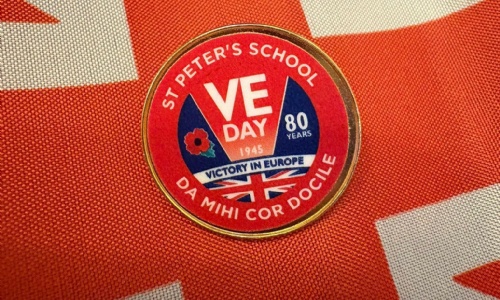 ST PETER'S SCHOOL
VE
DAY
80
YEARS
1945
VICTORY IN EUROPE
DA MIHI COR DOCILE